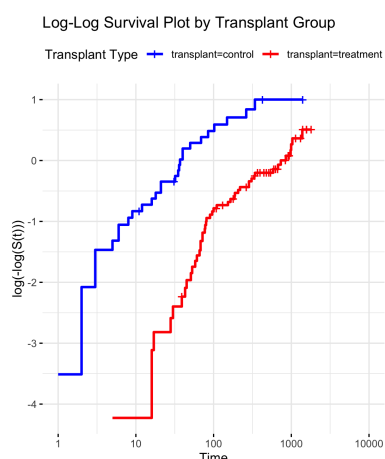 Log-Log Survival Plot by Transplant Group
Transplant Type transplant=control transplant=treatment
1
0
-1
-2
-3
-4
log(-log(S(t)))
1 10 100 1000 10000
Time